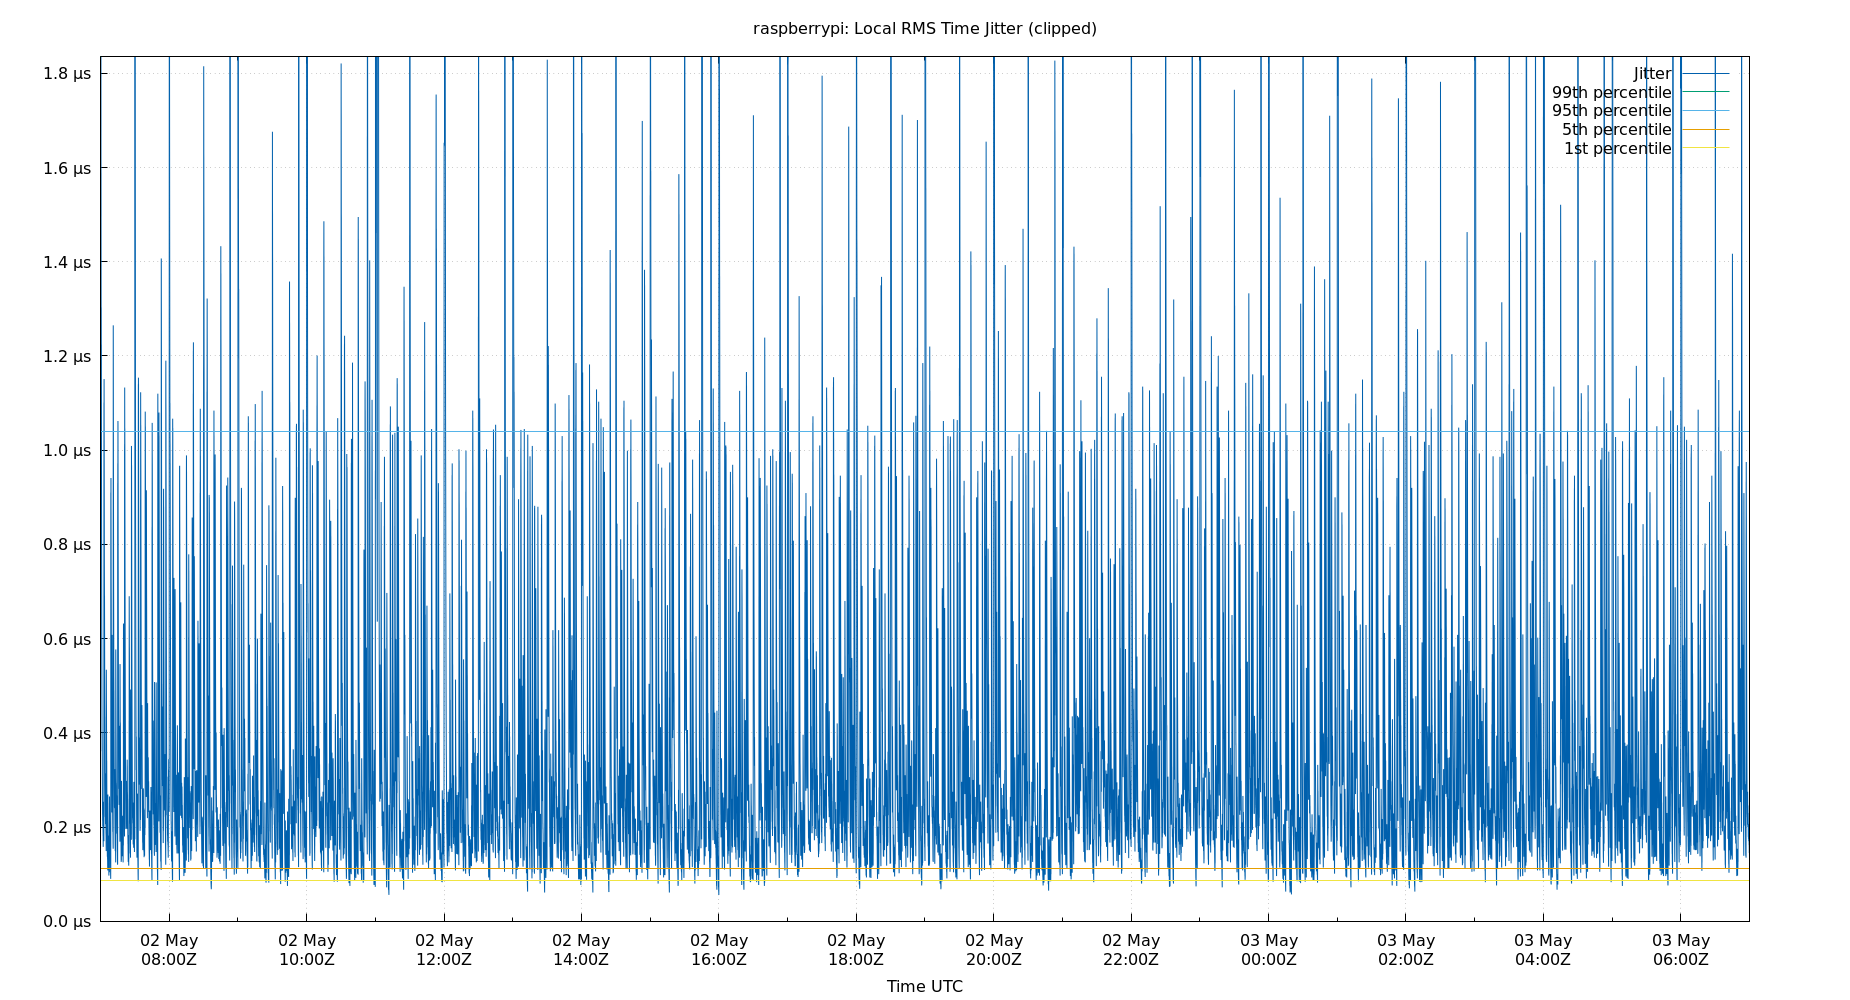 raspberrypi: Local RMS Time Jitter (clipped)
1.8 µs
1.6 µs
1.4 µs
1.2 µs
1.0 µs
0.8 µs
0.6 µs
0.4 µs
0.2 µs
0.0 µs
Jitter
99th percentile
95th percentile
5th percentile
1st percentile
02 May 02 May 02 May 02 May 02 May 02 May 02 May 02 May 03 May 03 May 03 May 03 May
08:00Z 10:00Z 12:00Z 14:00Z 16:00Z 18:00Z 20:00Z 22:00Z 00:00Z 02:00Z 04:00Z 06:00Z
Time UTC